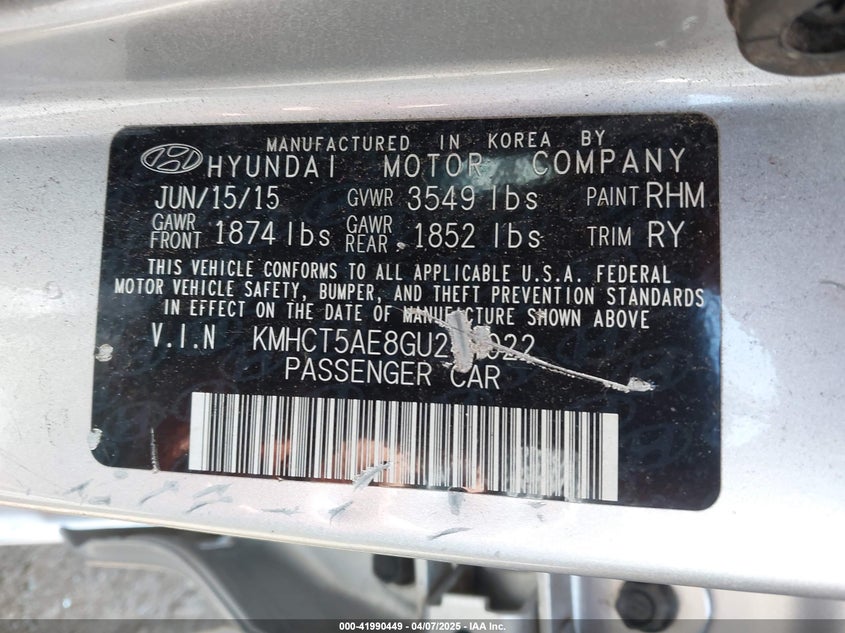 MANUFACTURED IN KOREA BY
HYUNDAI MOTOR COMPANY
JUN/15/15 GVWR 3549 lbs PAINT RHM
GAWR FRONT 1874 lbs GAWR REAR 1852 lbs TRIM RY
THIS VEHICLE CONFORMS TO ALL APPLICABLE U.S.A. FEDERAL
MOTOR VEHICLE SAFETY, BUMPER, AND THEFT PREVENTION STANDARDS
IN EFFECT ON THE DATE OF MANUFACTURE SHOWN ABOVE
V.I.N
PASSENGER CAR
000-41990449 - 04/07/2025 - Copyright IAA, Inc.